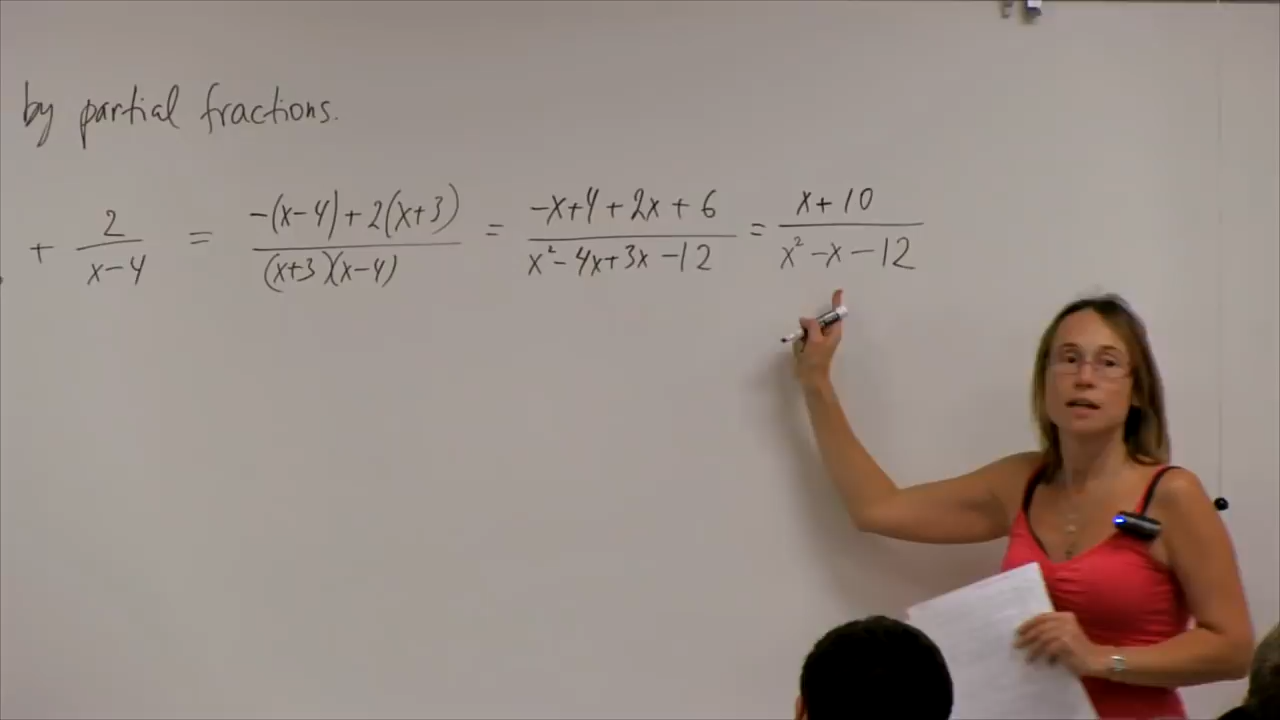 by partial fractions.
+ 2/(x-4) = (-(x-4)+2(x+3))/((x+3)(x-4)) = (-x+4+2x+6)/(x²-4x+3x-12) = (x+10)/(x²-x-12)